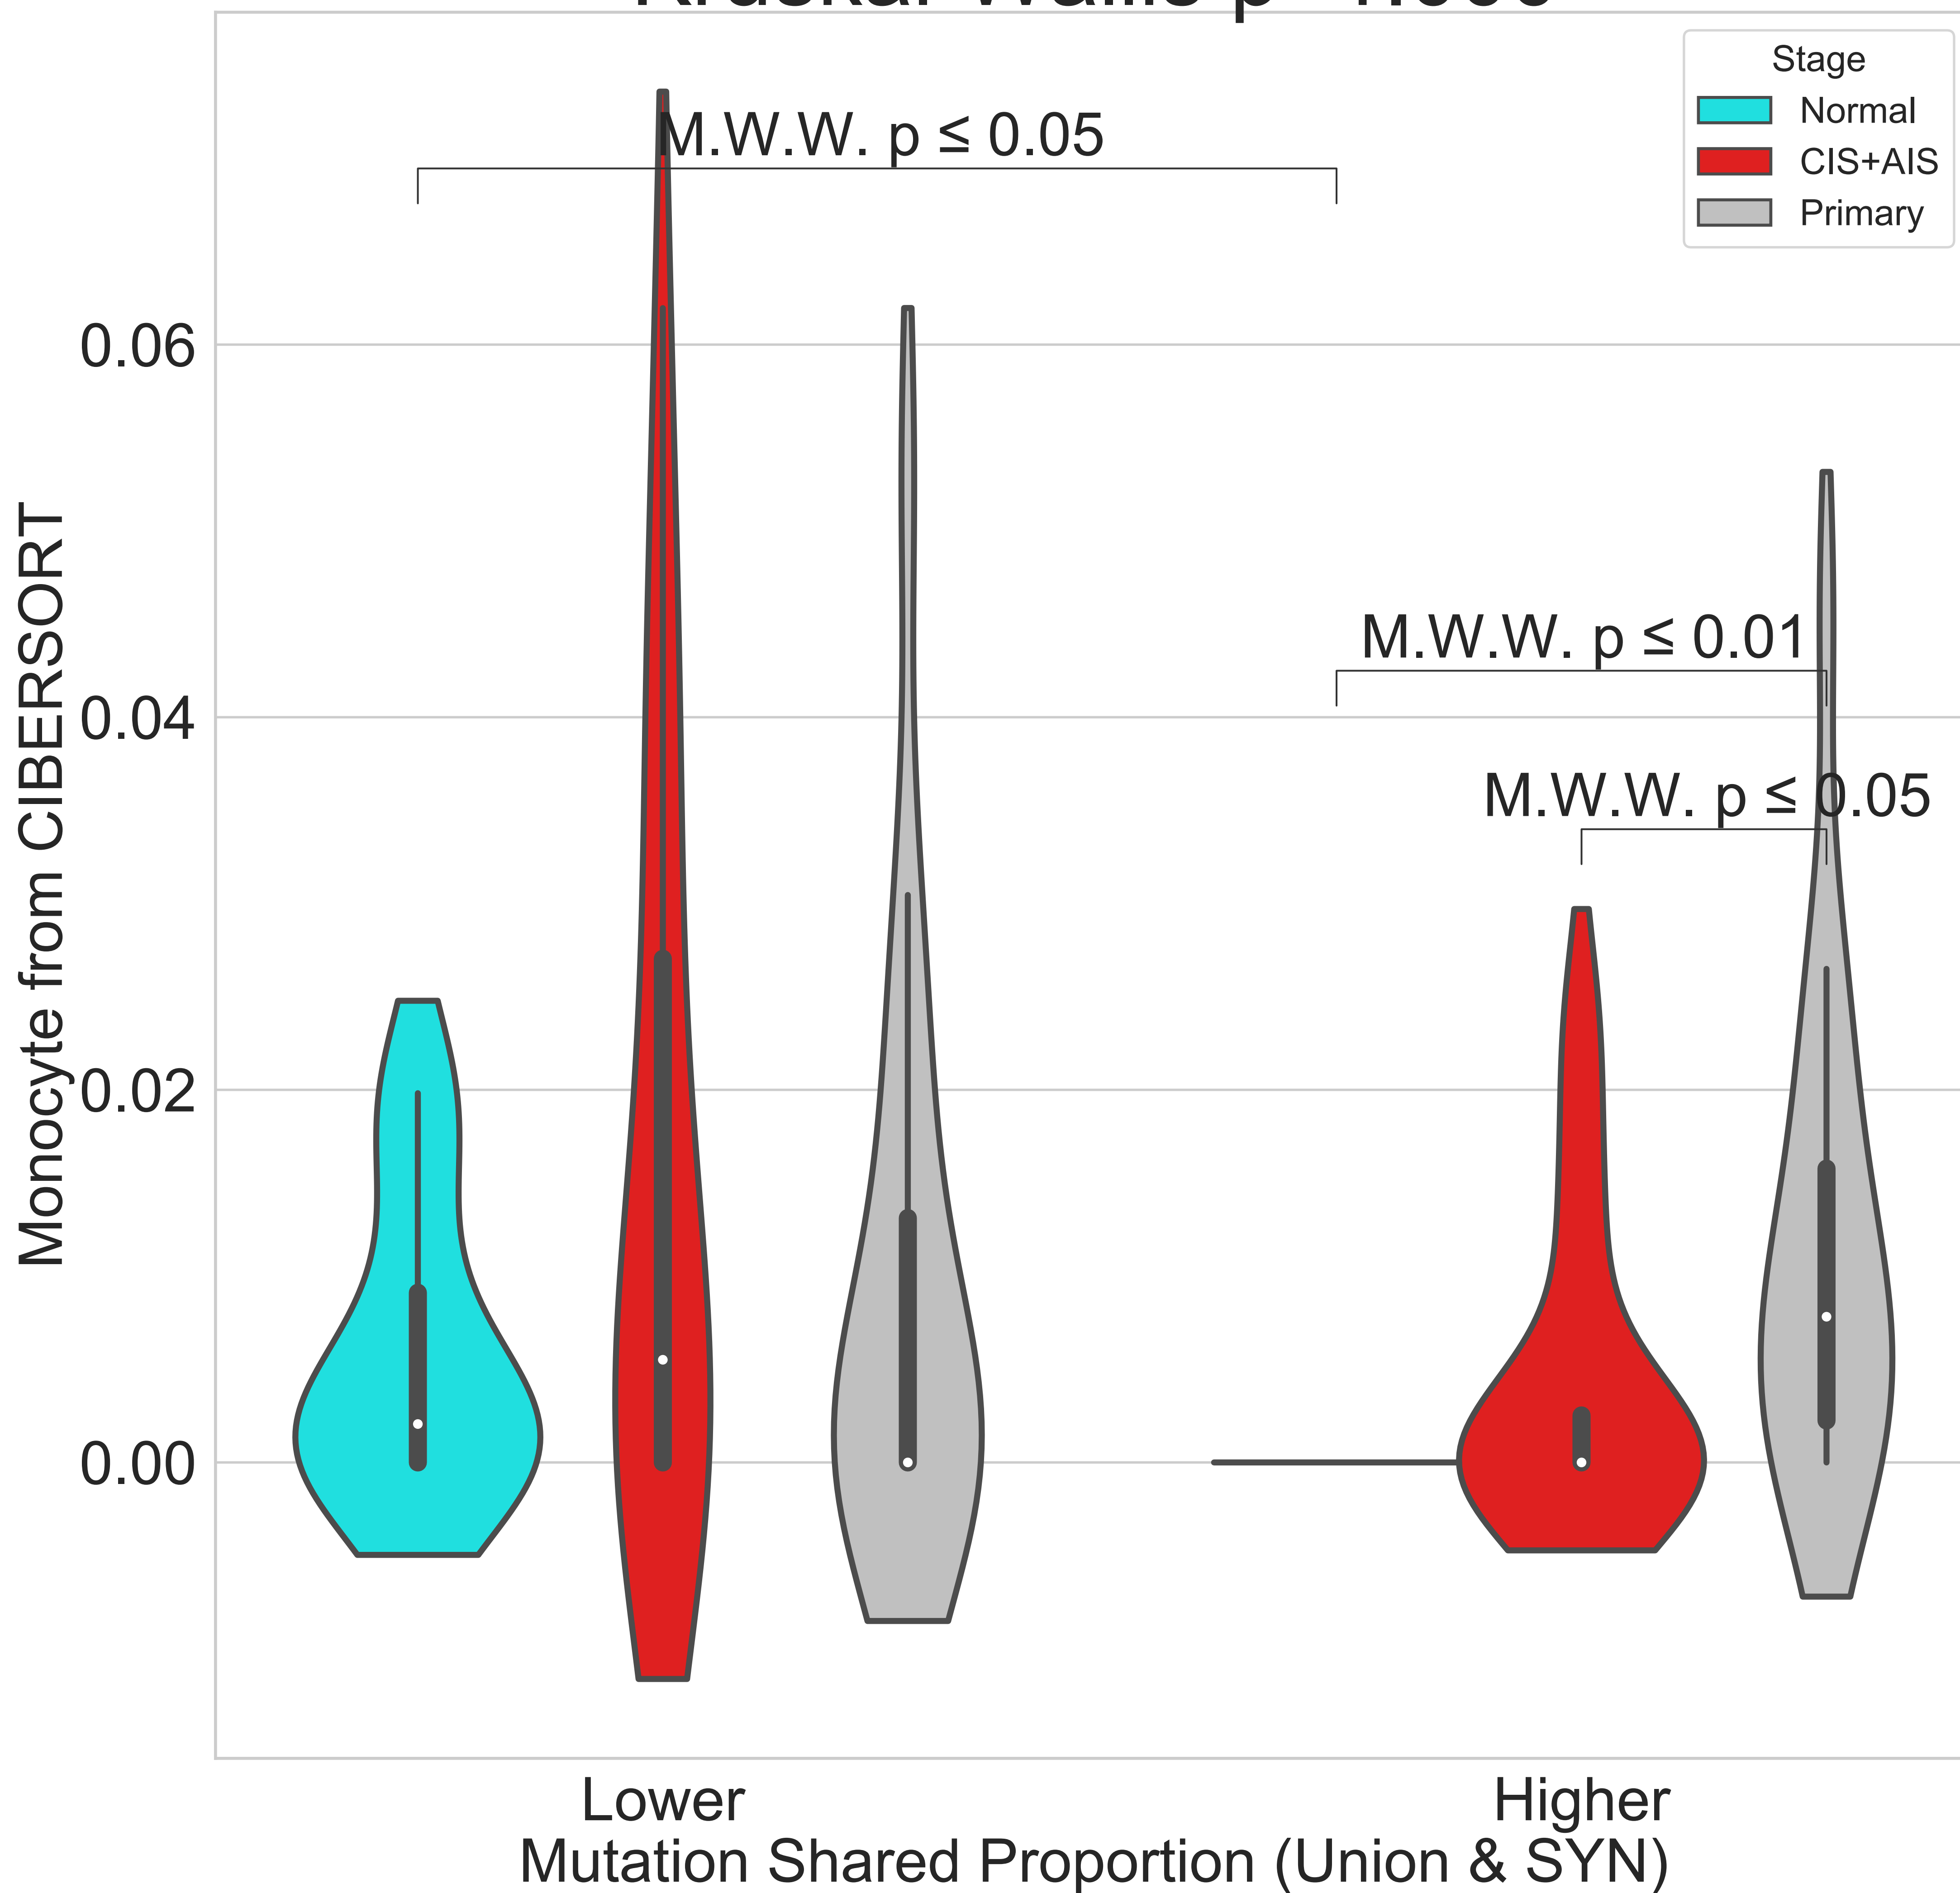 Stage
Normal
CIS+AIS
Primary
M.W.W. p ≤ 0.05
M.W.W. p ≤ 0.01
M.W.W. p ≤ 0.05
0.06
0.04
0.02
0.00
Monocyte from CIBERSORT
Lower
Higher
Mutation Shared Proportion (Union & SYN)